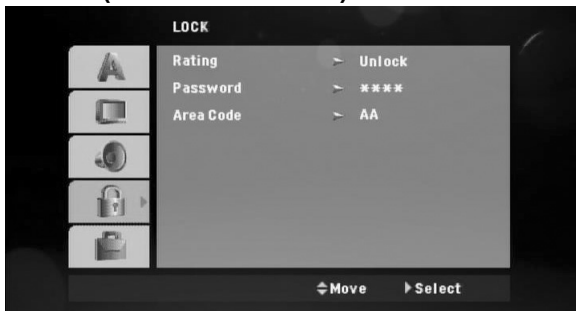 LOCK
Rating Unlock
Password ****
Area Code AA
Move Select